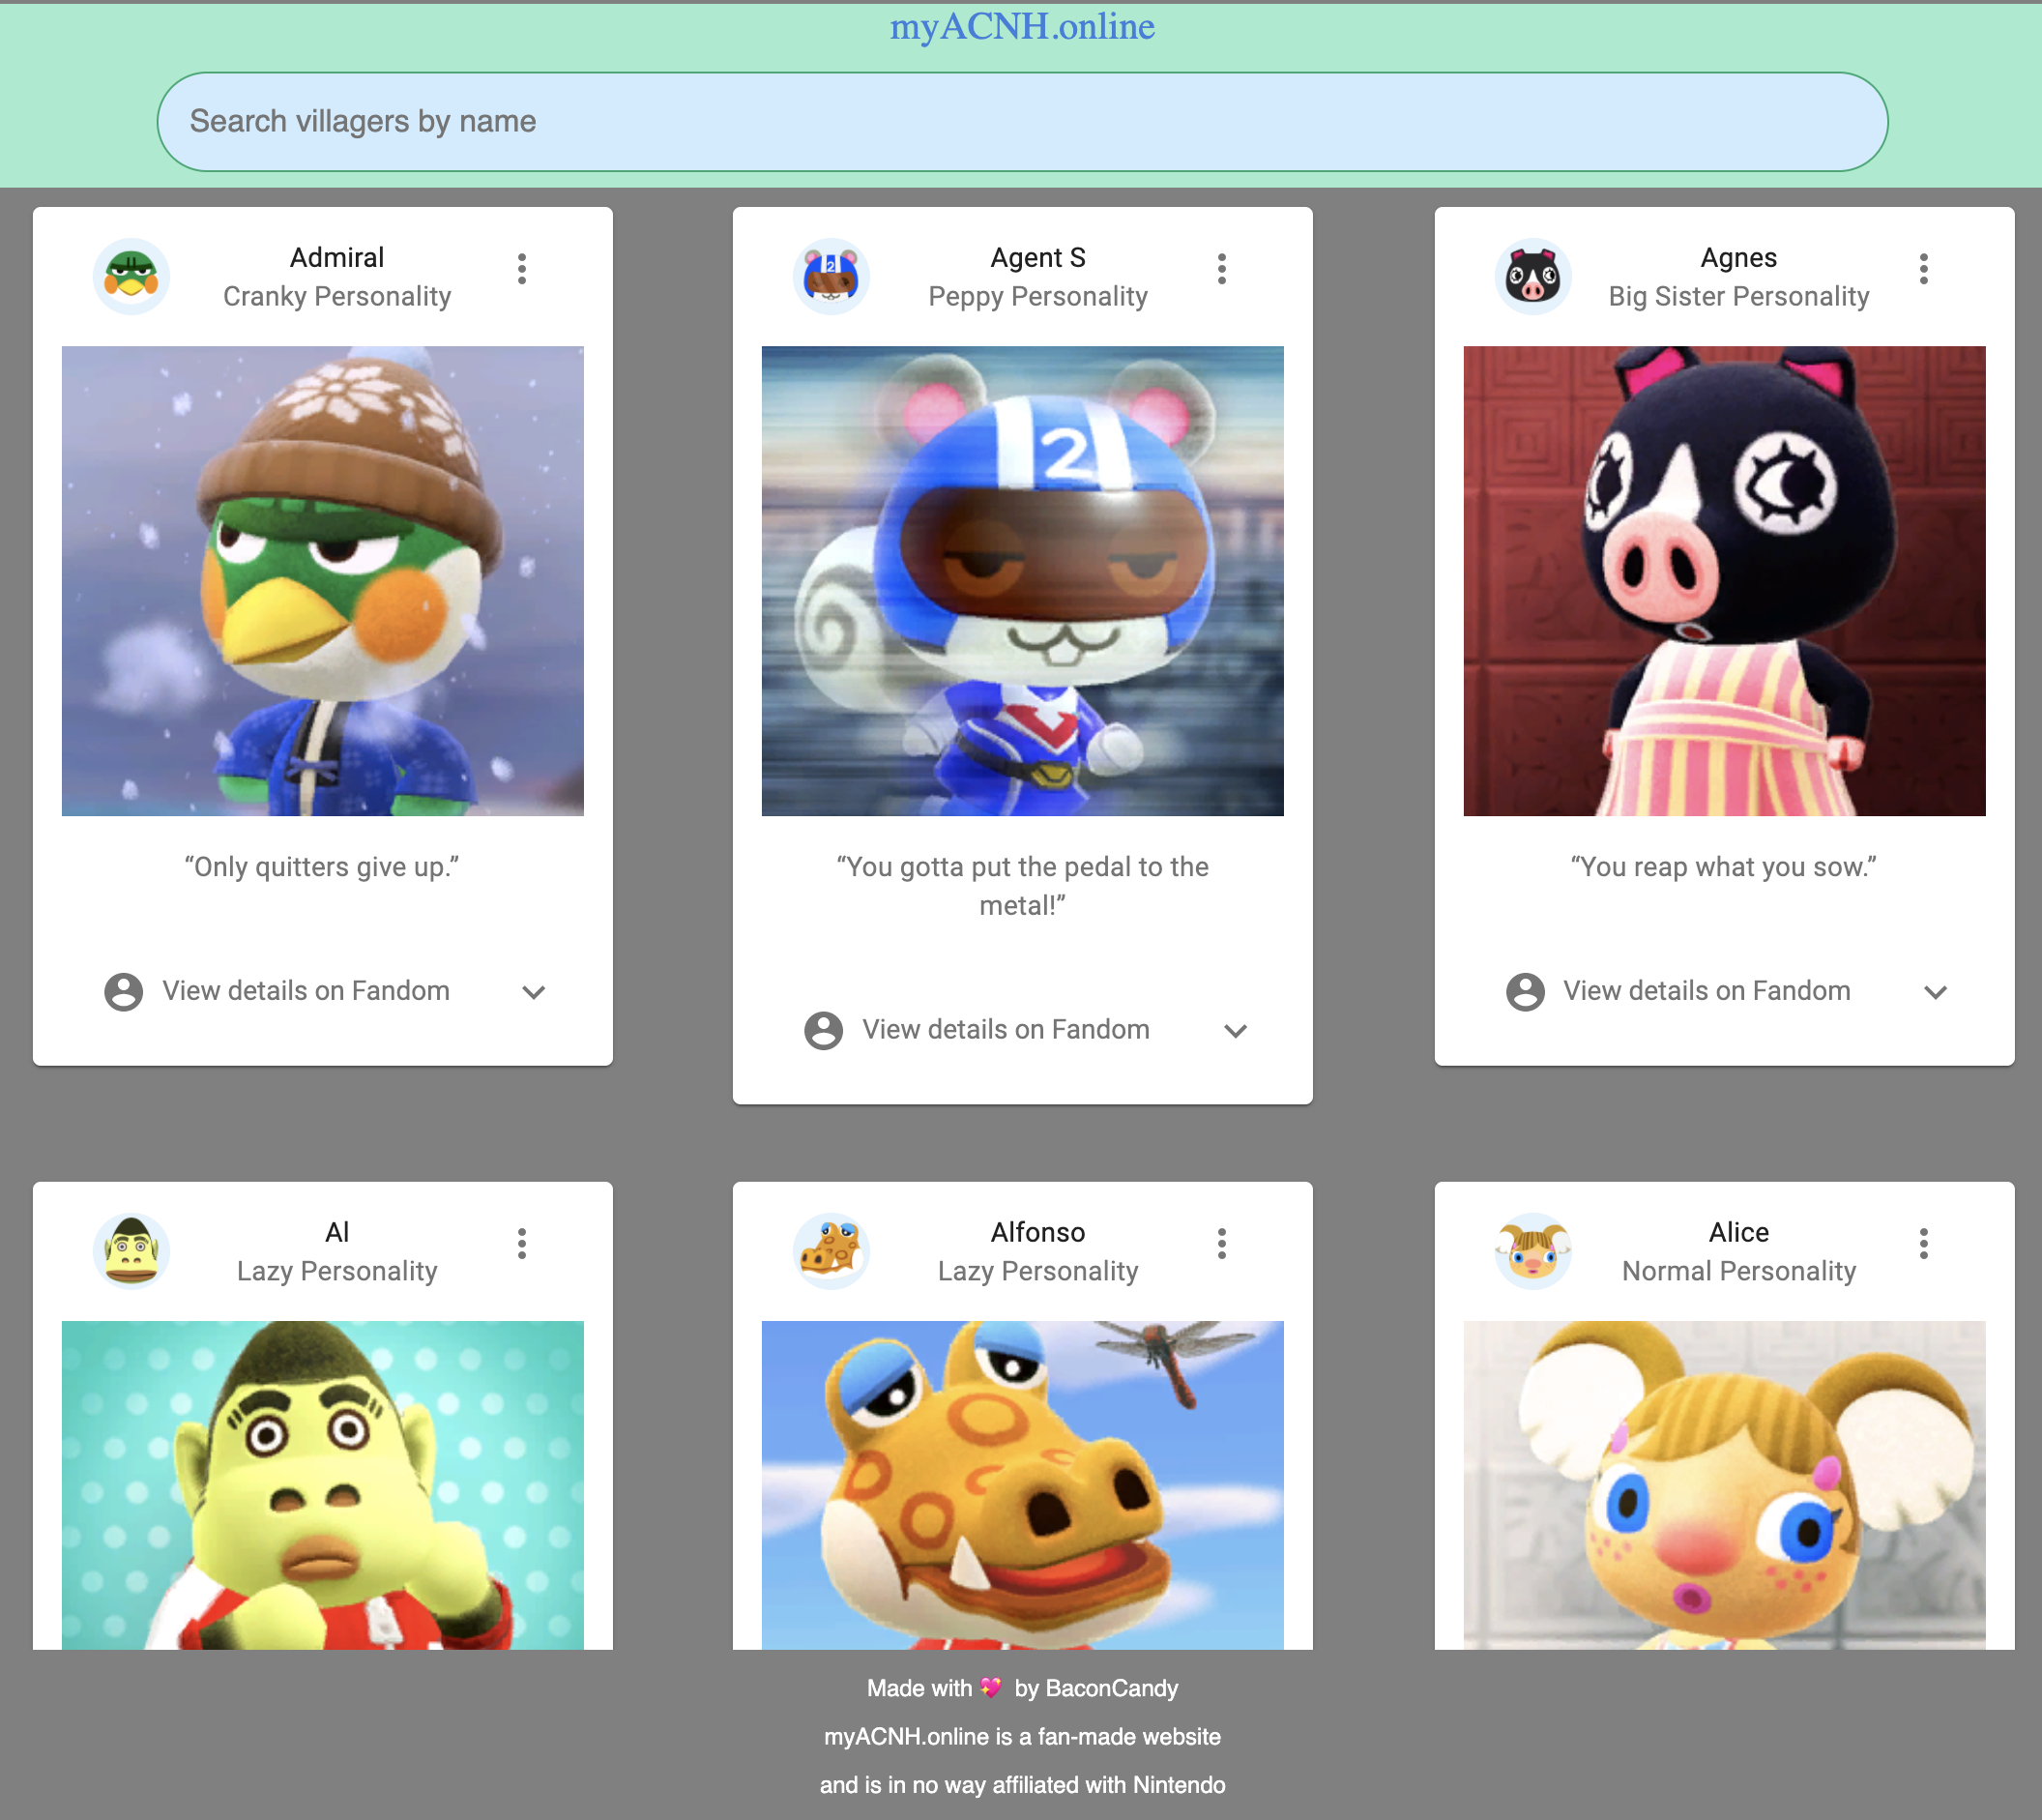 myACNH.online
Search villagers by name
Admiral
Cranky Personality
Agent S
Peppy Personality
Agnes
Big Sister Personality
2
2
“Only quitters give up.”
“You gotta put the pedal to the
metal!”
“You reap what you sow.”
View details on Fandom
View details on Fandom
View details on Fandom
Al
Lazy Personality
Alfonso
Lazy Personality
Alice
Normal Personality
Made with 💖 by BaconCandy
myACNH.online is a fan-made website
and is in no way affiliated with Nintendo